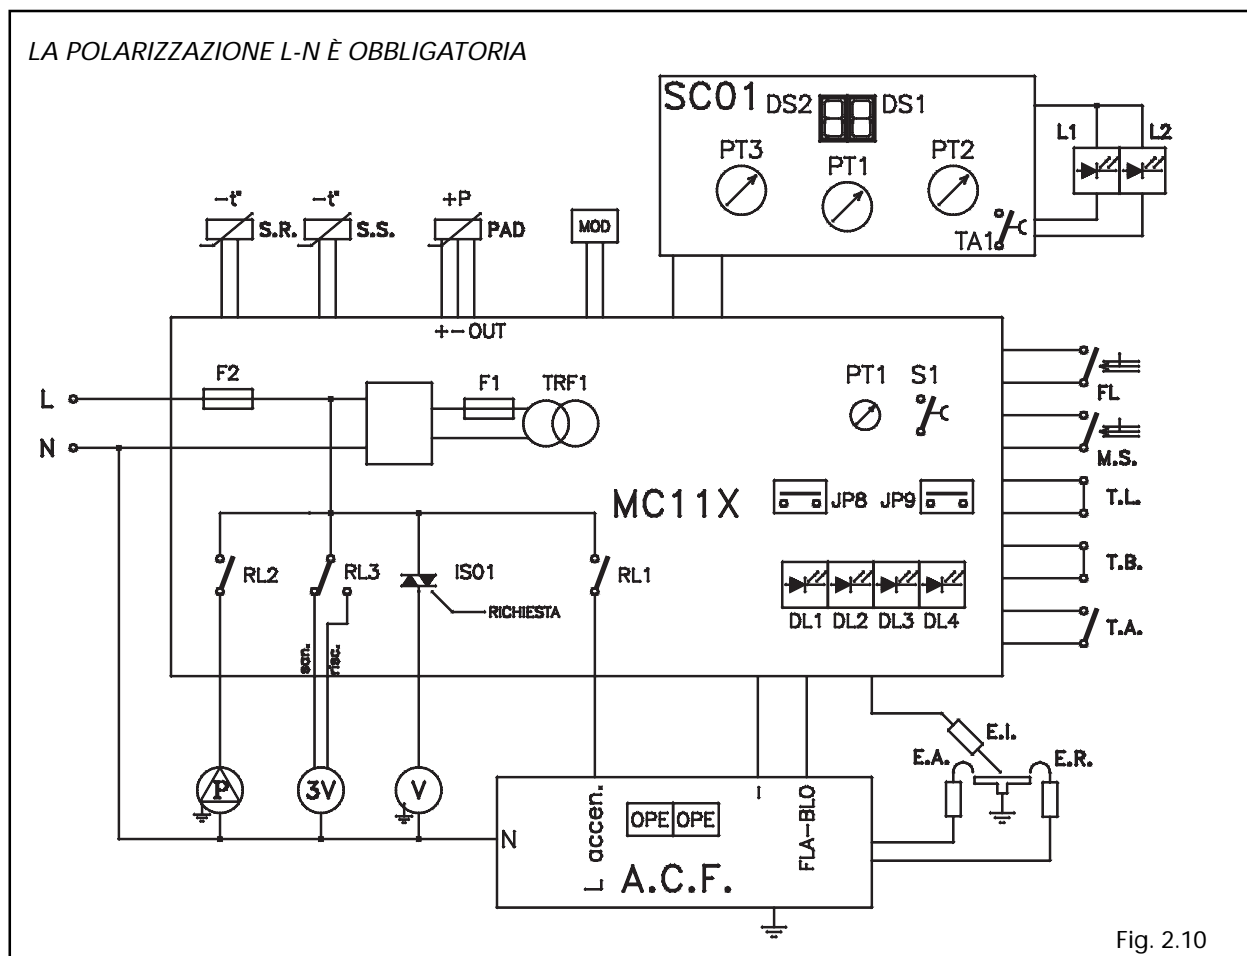 LA POLARIZZAZIONE L-N È OBBLIGATORIA
SC01 DS2 DS1
L1 L2
PT3 PT1 PT2
TA1
-t° S.R. -t° S.S. +P PAD MOD
+-OUT
F2 F1 TRF1 PT1 S1
L
N
FL
M.S.
T.L.
T.B.
T.A.
MC11X JP8 JP9
RL2 RL3 ISO1 RL1
RICHIESTA
DL1 DL2 DL3 DL4
san. risc.
E.I.
E.A. E.R.
P 3V V
N L accen. OPE OPE I FLA-BLO
A.C.F.
Fig. 2.10